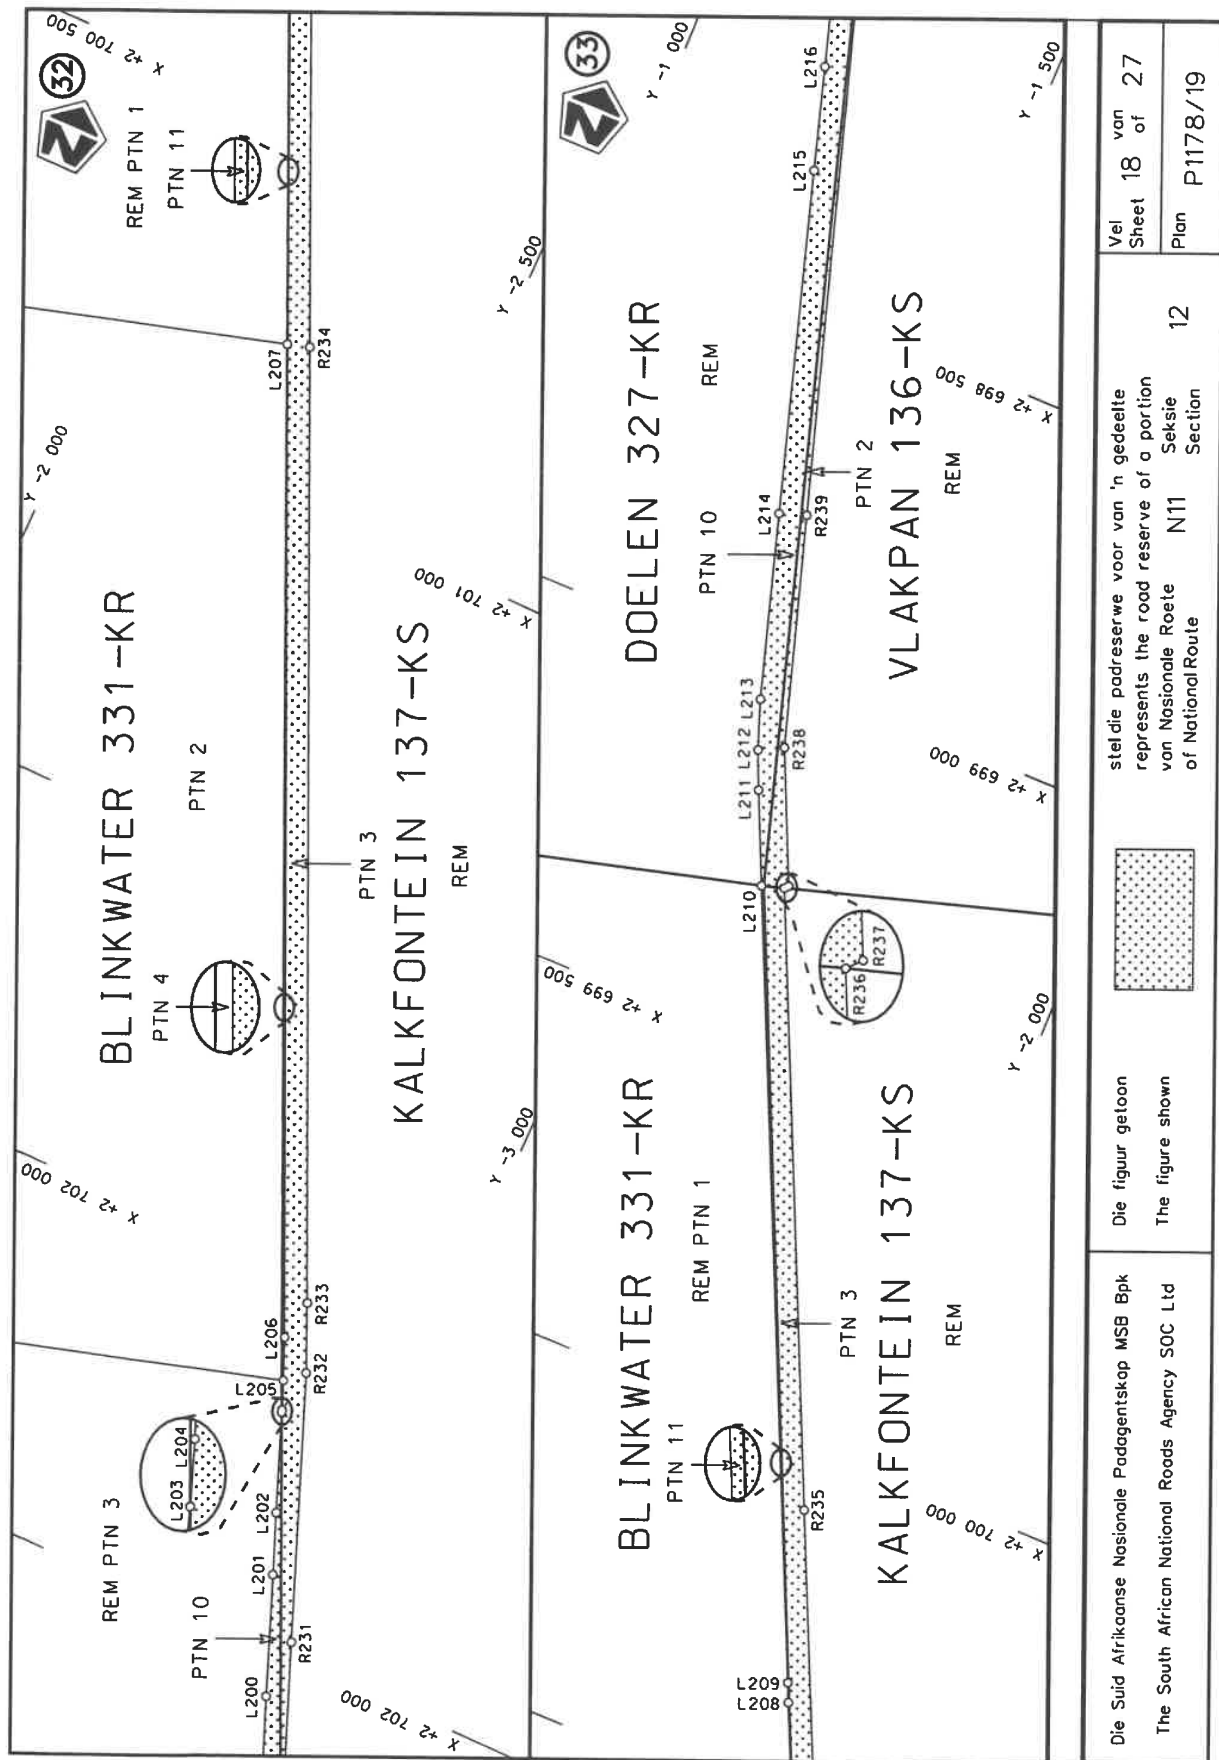 32
X +2 700 500
REM PTN 1
PTN 11
Y -2 000
L207
R234
Y -2 500
BLINKWATER 331-KR
PTN 2
PTN 4
X +2 701 000
KALKFONTEIN 137-KS
PTN 3
REM
X +2 702 000
Y -3 000
L206
R233
L205
R232
L204
L203
REM PTN 3
L202
L201
PTN 10
R231
L200
X +2 702 000
33
Y -1 000
L216
Y -1 500
L215
DOELEN 327-KR
REM
PTN 10
L214
R239
PTN 2
VLAKPAN 136-KS
REM
X +2 698 500
L213
L212
L211
R238
X +2 699 000
L210
R236
R237
X +2 699 500
Y -2 000
BLINKWATER 331-KR
REM PTN 1
PTN 11
PTN 3
KALKFONTEIN 137-KS
REM
R235
X +2 700 000
L209
L208
Die Suid Afrikaanse Nasionale Padagentskap MSB Bpk
The South African National Roads Agency SOC Ltd
Die figuur getoon
The figure shown
stel die padreserwe voor van 'n gedeelte
represents the road reserve of a portion
van Nasionale Roete N11 Seksie 12
of National Route Section
Vel 18 van 27
Sheet of
Plan P1178/19